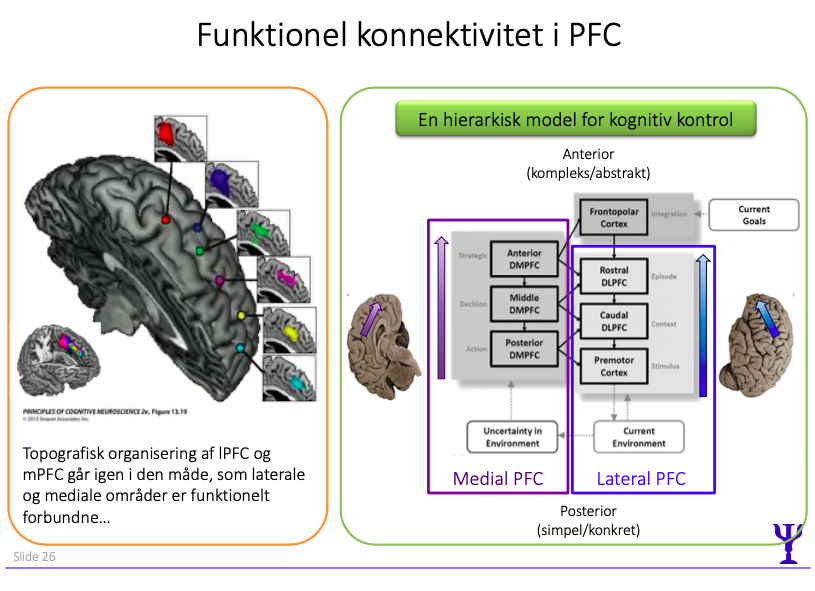 Funktionel konnektivitet i PFC
PRINCIPLES OF COGNITIVE NEUROSCIENCE 2e, Figure 13.19
© 2013 Sinauer Associates, Inc.
Topografisk organisering af lPFC og
mPFC går igen i den måde, som laterale
og mediale områder er funktionelt
forbundne…
En hierarkisk model for kognitiv kontrol
Anterior
(kompleks/abstrakt)
Frontopolar
Cortex
Integration
Current
Goals
Strategic
Anterior
DMPFC
Rostral
DLPFC
Episode
Decision
Middle
DMPFC
Caudal
DLPFC
Context
Action
Posterior
DMPFC
Premotor
Cortex
Stimulus
Uncertainty in
Environment
Current
Environment
Medial PFC
Lateral PFC
Posterior
(simpel/konkret)
Slide 26